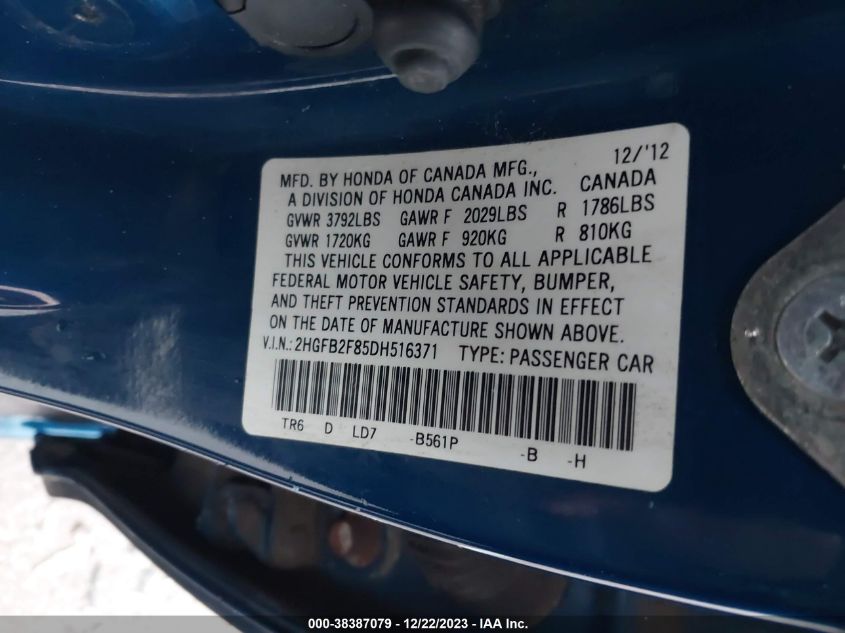 12/'12
MFD. BY HONDA OF CANADA MFG.,
A DIVISION OF HONDA CANADA INC. CANADA
GVWR 3792LBS GAWR F 2029LBS R 1786LBS
GVWR 1720KG GAWR F 920KG R 810KG
THIS VEHICLE CONFORMS TO ALL APPLICABLE
FEDERAL MOTOR VEHICLE SAFETY, BUMPER,
AND THEFT PREVENTION STANDARDS IN EFFECT
ON THE DATE OF MANUFACTURE SHOWN ABOVE.
V.I.N.: 2HGFB2F85DH516371 TYPE: PASSENGER CAR
TR6 D LD7 -B561P -B -H
000-38387079 - 12/22/2023 - IAA Inc.